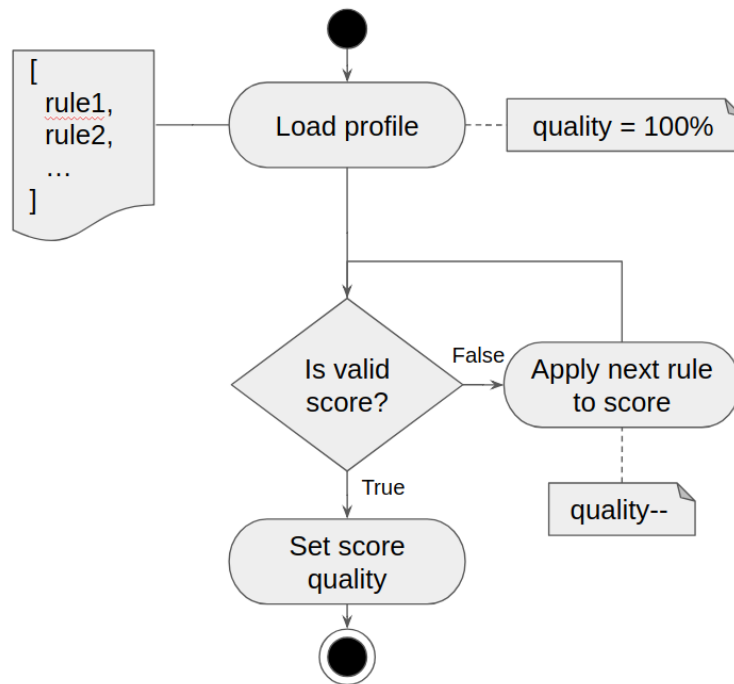 [
rule1,
rule2,
…
]
Load profile
quality = 100%
Is valid
score?
False
Apply next rule
to score
True
quality--
Set score
quality